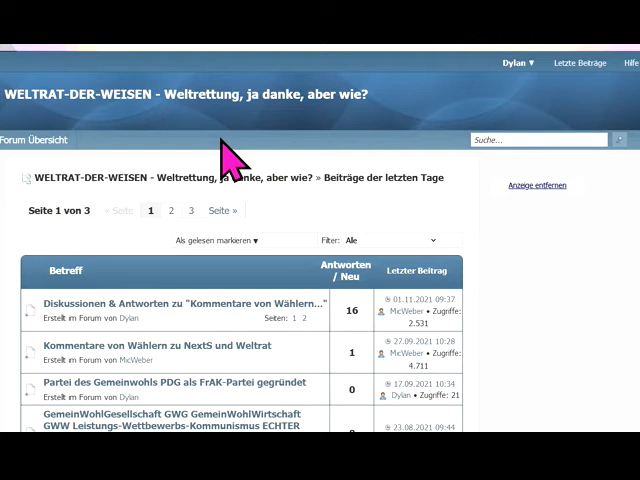 Dylan ▼ Letzte Beiträge Hilfe
WELTRAT-DER-WEISEN - Weltrettung, ja danke, aber wie?
Forum Übersicht Suche...
WELTRAT-DER-WEISEN - Weltrettung, ja danke, aber wie? » Beiträge der letzten Tage
Anzeige entfernen
Seite 1 von 3 « Seite 1 2 3 Seite »
Als gelesen markieren ▼ Filter: Alle
Betreff Antworten / Neu Letzter Beitrag
Diskussionen & Antworten zu "Kommentare von Wählern..."
Erstellt im Forum von Dylan Seiten: 1 2
16
01.11.2021 09:37
MicWeber • Zugriffe:
2.531
Kommentare von Wählern zu NextS und Weltrat
Erstellt im Forum von MicWeber
1
27.09.2021 10:28
MicWeber • Zugriffe:
4.711
Partei des Gemeinwohls PDG als FrAK-Partei gegründet
Erstellt im Forum von Dylan
0
17.09.2021 10:34
Dylan • Zugriffe: 21
GemeinWohlGesellschaft GWG GemeinWohlWirtschaft
GWW Leistungs-Wettbewerbs-Kommunismus ECHTER
23.08.2021 09:44